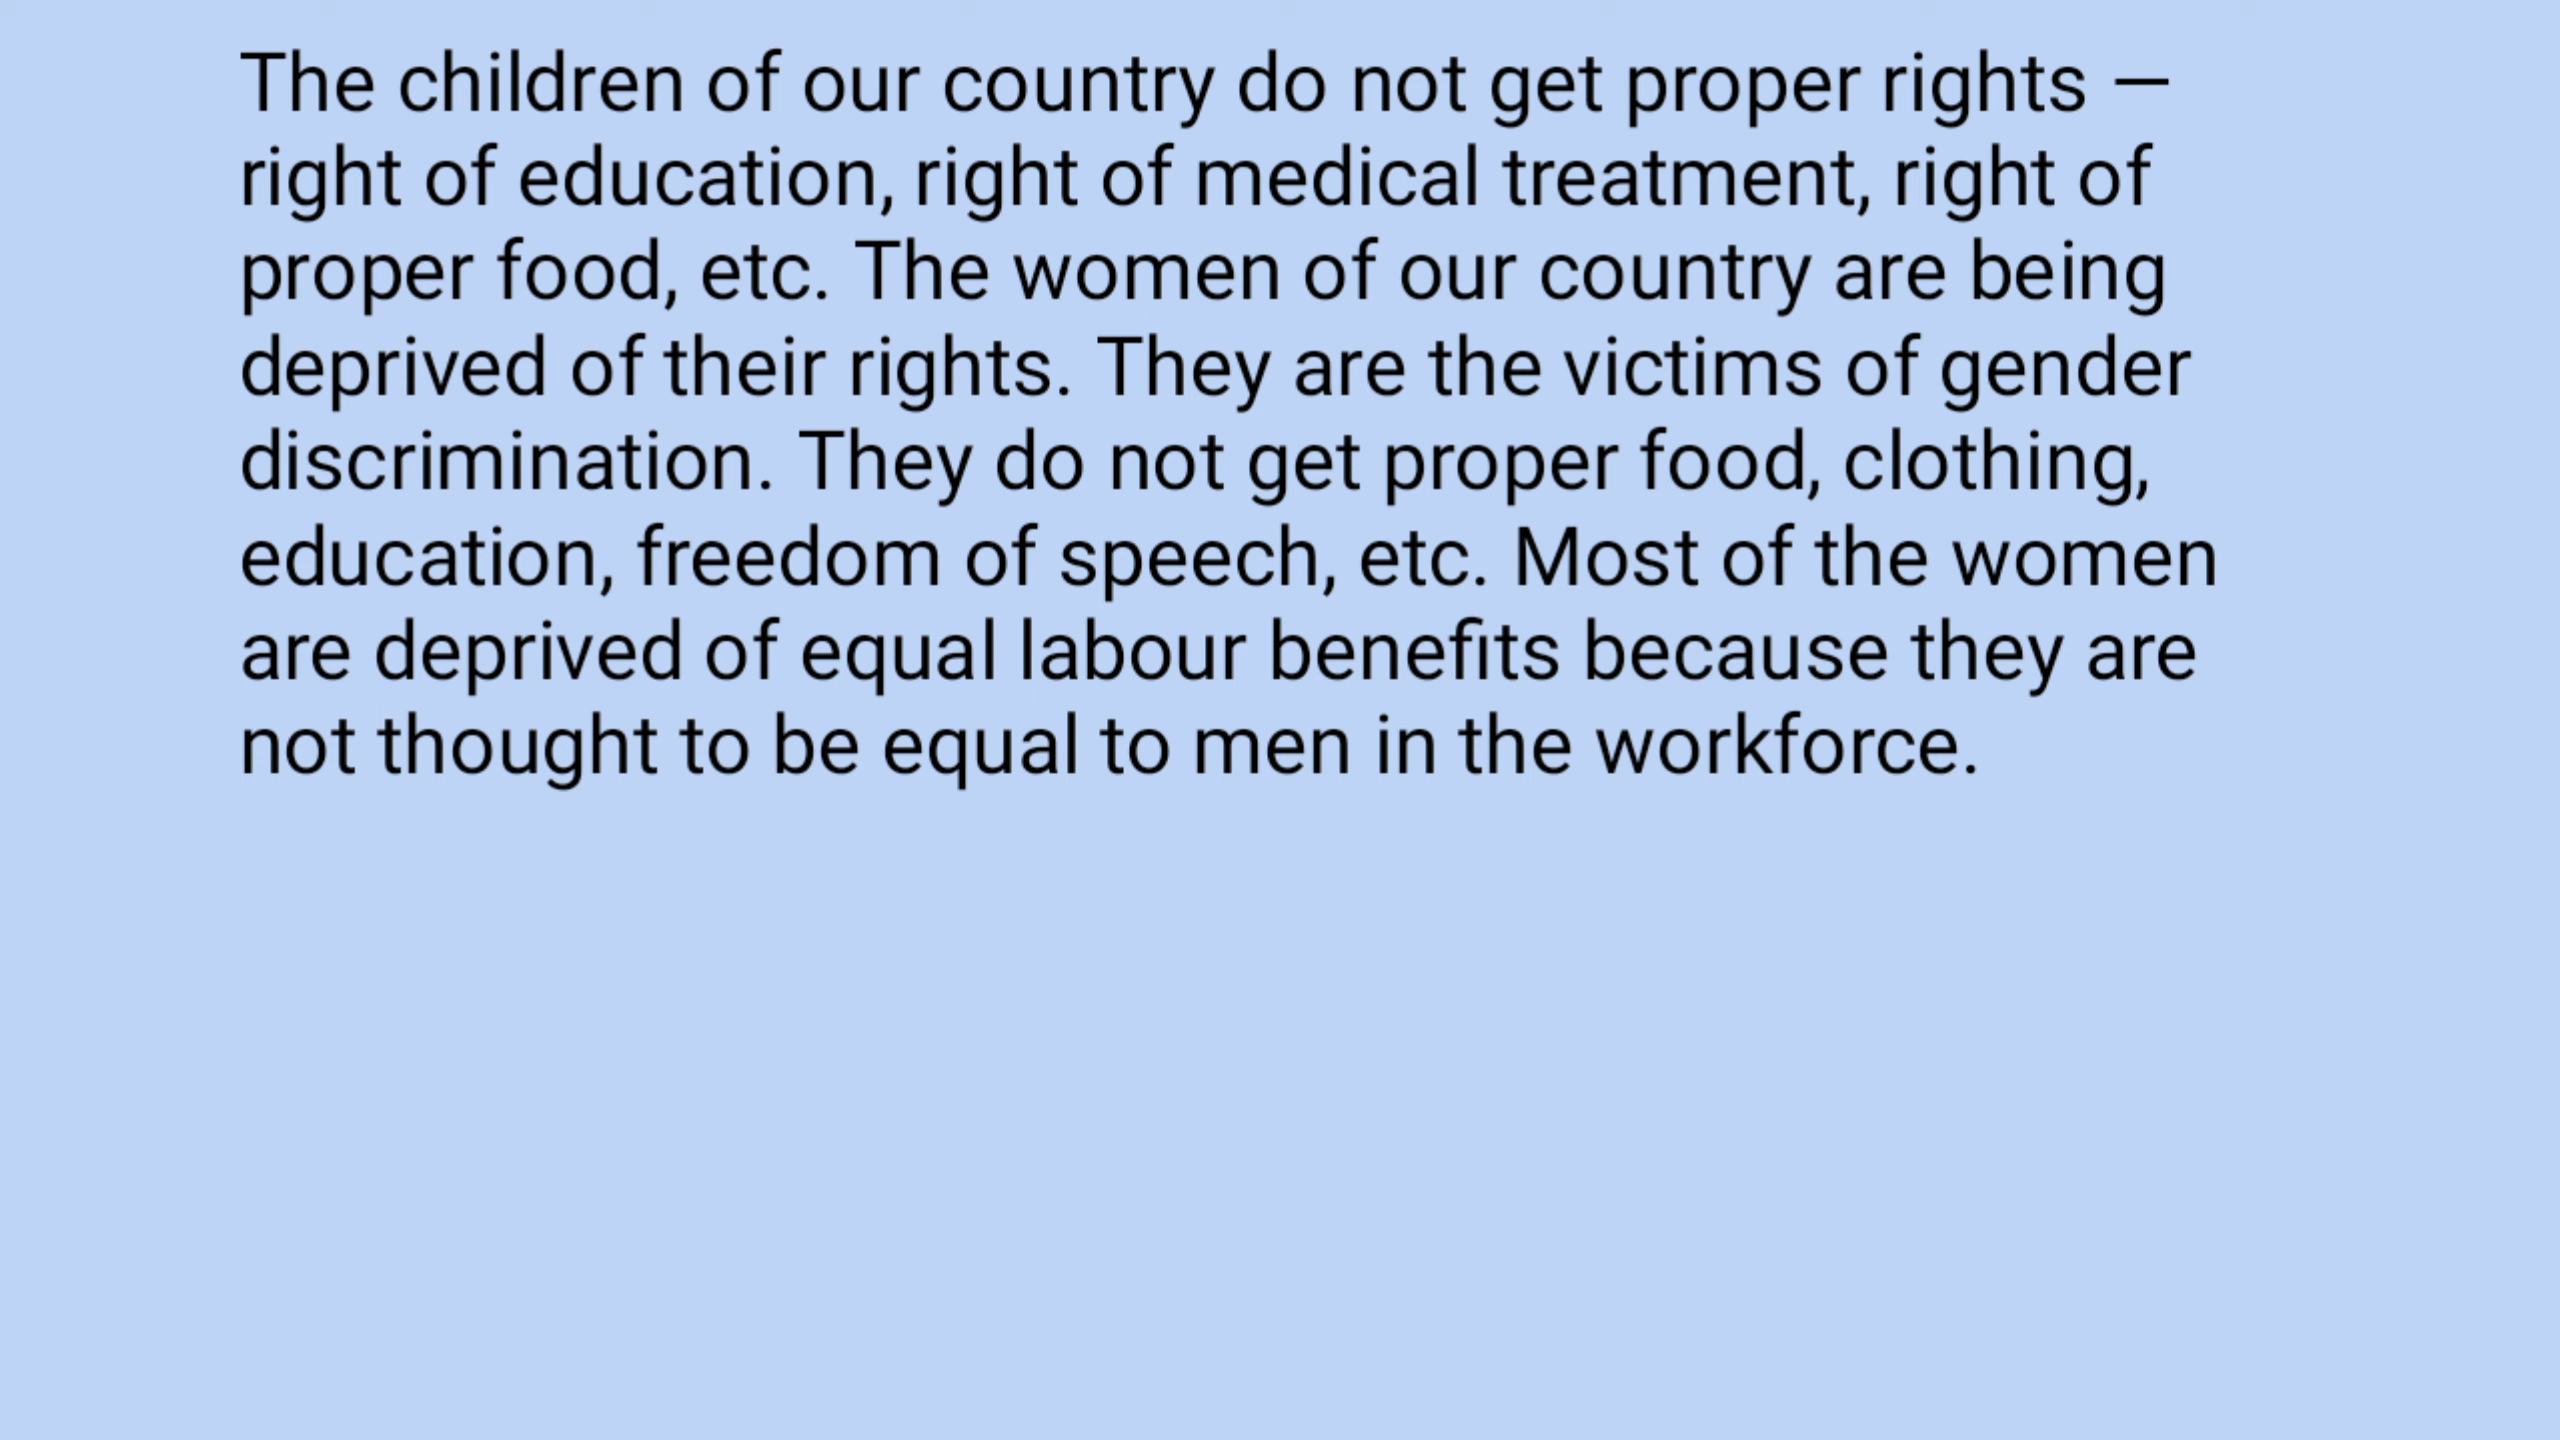 The children of our country do not get proper rights —
right of education, right of medical treatment, right of
proper food, etc. The women of our country are being
deprived of their rights. They are the victims of gender
discrimination. They do not get proper food, clothing,
education, freedom of speech, etc. Most of the women
are deprived of equal labour benefits because they are
not thought to be equal to men in the workforce.